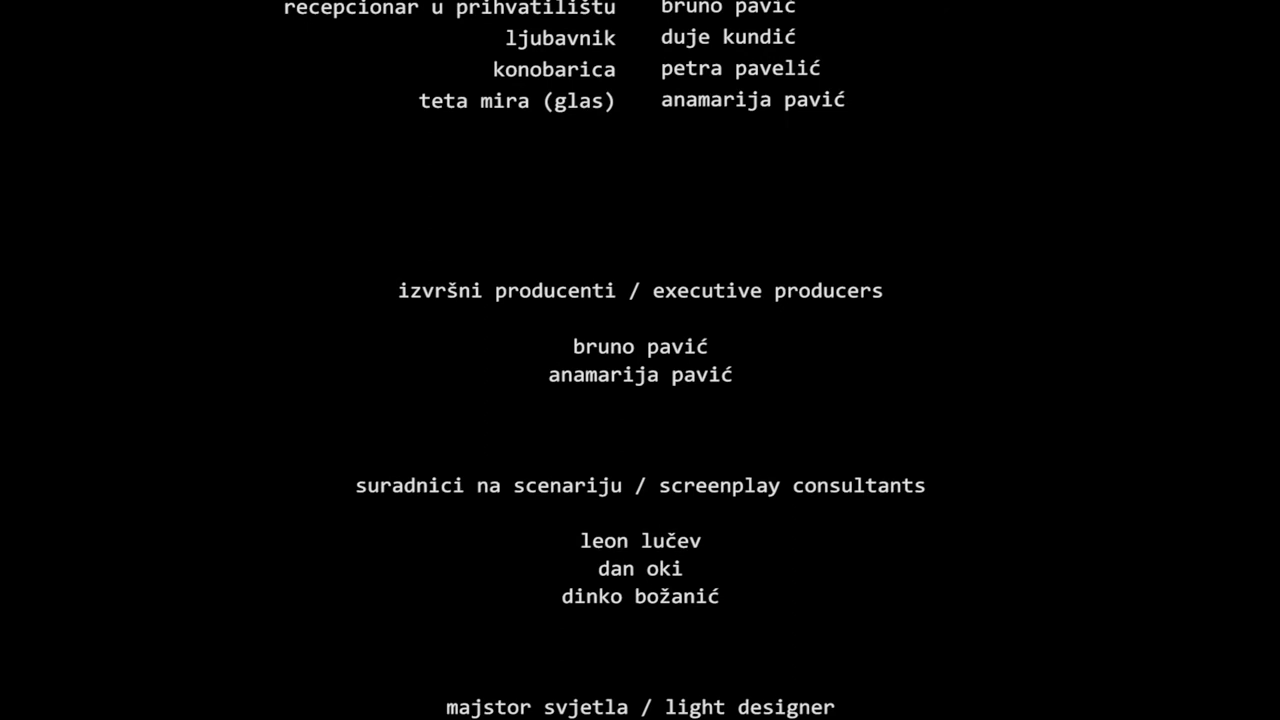 recepcionar u prihvatilištu bruno pavić
ljubavnik duje kundić
konobarica petra pavelić
teta mira (glas) anamarija pavić
izvršni producenti / executive producers
bruno pavić
anamarija pavić
suradnici na scenariju / screenplay consultants
leon lučev
dan oki
dinko božanić
majstor svjetla / light designer